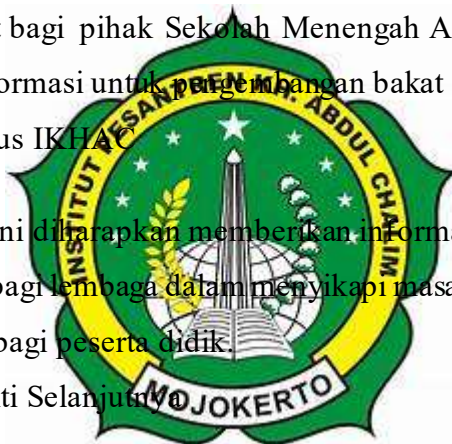 bagi pihak Sekolah Menengah A
ormasi untuk pengembangan bakat
us IKHAC
ni diharapkan memberikan informa
bagi lembaga dalam menyikapi masa
bagi peserta didik.
ti Selanjutnya
INSTITUT PESANTREN KH. ABDUL CHALIM
MOJOKERTO